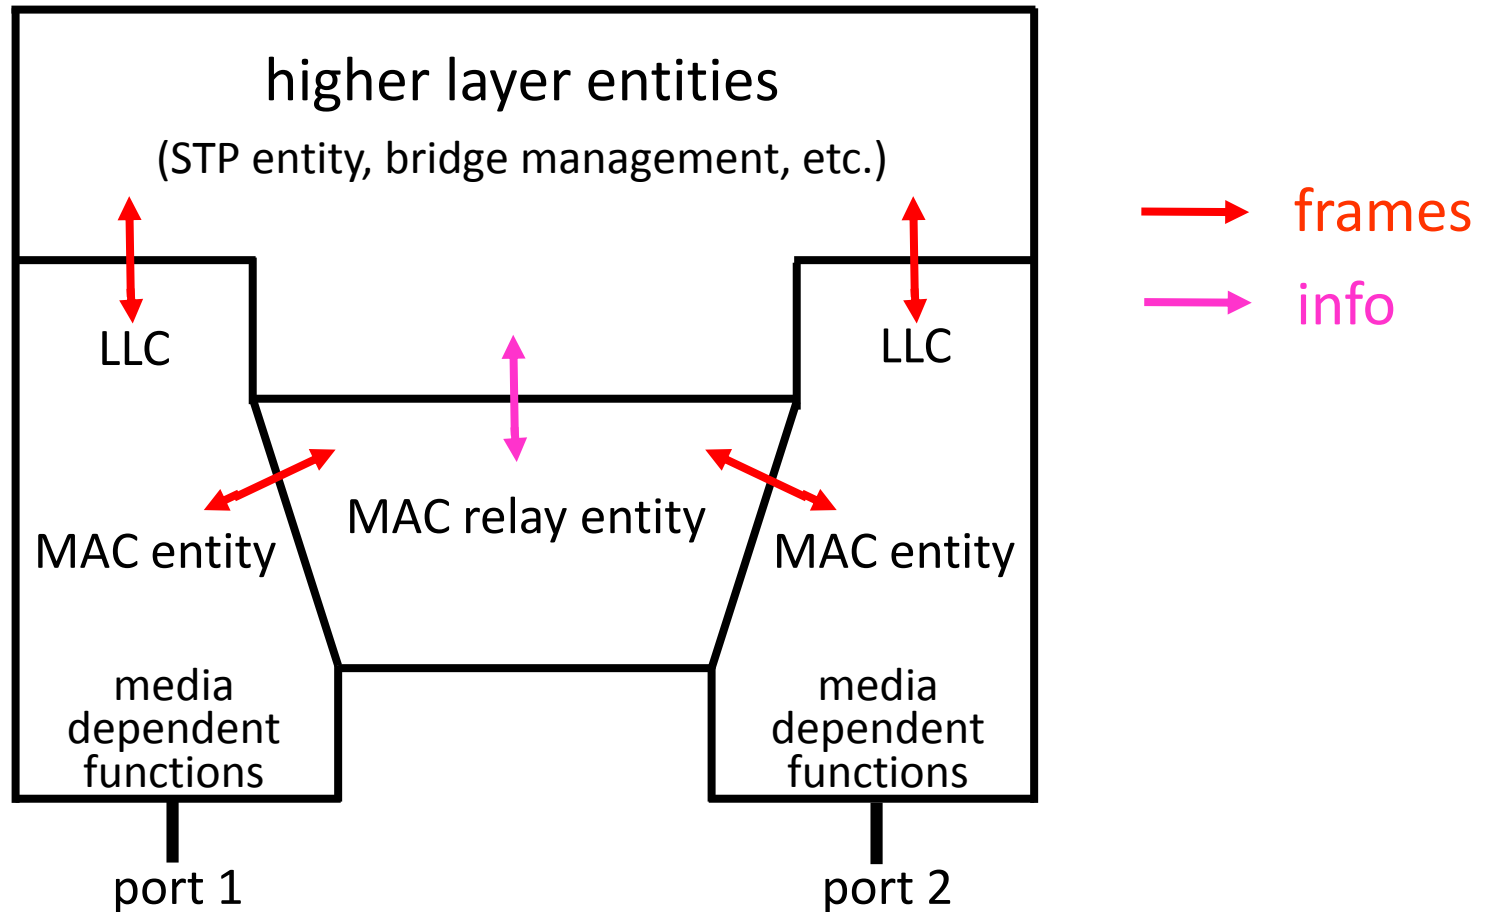 higher layer entities
(STP entity, bridge management, etc.)
frames
info
LLC
LLC
MAC relay entity
MAC entity
MAC entity
media
dependent
functions
media
dependent
functions
port 1
port 2